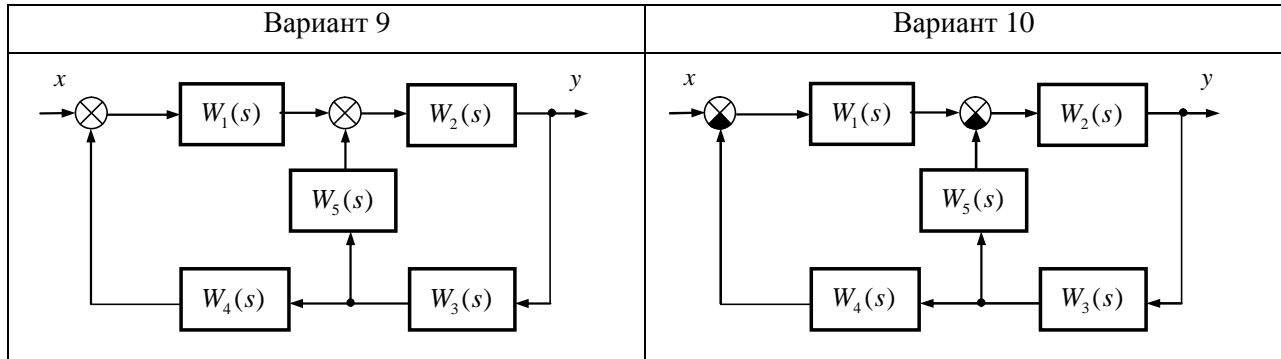 Вариант 9
x
y
W₁(s)
W₂(s)
W₅(s)
W₄(s)
W₃(s)
Вариант 10
x
y
W₁(s)
W₂(s)
W₅(s)
W₄(s)
W₃(s)